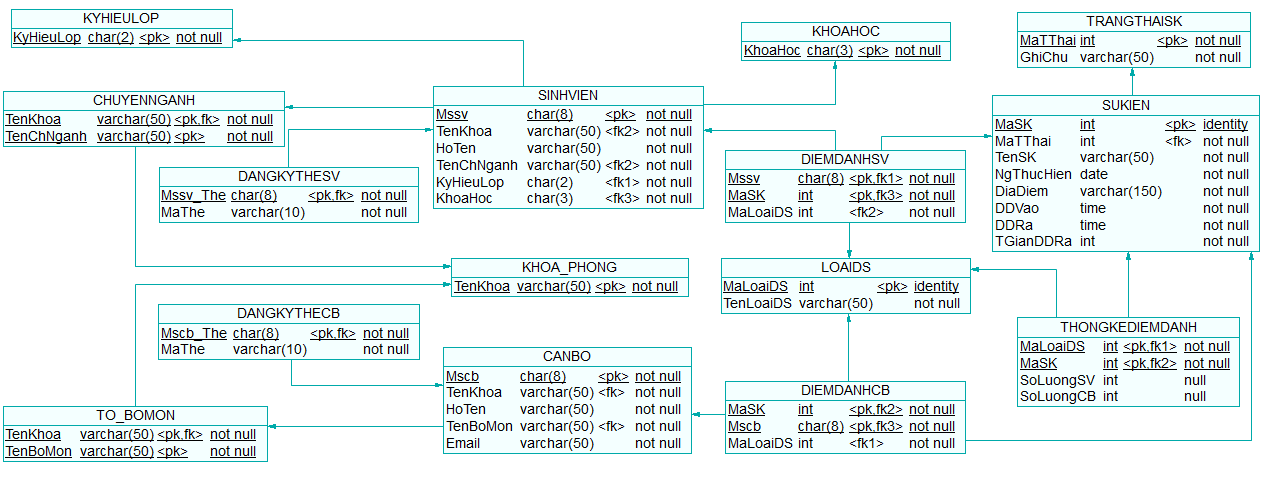 KYHIEULOP
KyHieuLop char(2) <pk> not null
KHOAHOC
KhoaHoc char(3) <pk> not null
TRANGTHAISK
MaTThai int <pk> not null
GhiChu varchar(50) not null
CHUYENNGANH
TenKhoa varchar(50) <pk,fk> not null
TenChNganh varchar(50) <pk> not null
SINHVIEN
Mssv char(8) <pk> not null
TenKhoa varchar(50) <fk2> not null
HoTen varchar(50) not null
TenChNganh varchar(50) <fk2> not null
KyHieuLop char(2) <fk1> not null
KhoaHoc char(3) <fk3> not null
SUKIEN
MaSK int <pk> identity
MaTThai int <fk> not null
TenSK varchar(50) not null
NgThucHien date not null
DiaDiem varchar(150) not null
DDVao time not null
DDRa time not null
TGianDDRa int not null
DANGKYTHESV
Mssv_The char(8) <pk,fk> not null
MaThe varchar(10) not null
DIEMDANHSV
Mssv char(8) <pk,fk1> not null
MaSK int <pk,fk3> not null
MaLoaiDS int <fk2> not null
KHOA_PHONG
TenKhoa varchar(50) <pk> not null
LOAIDS
MaLoaiDS int <pk> identity
TenLoaiDS varchar(50) not null
DANGKYTHECB
Mscb_The char(8) <pk,fk> not null
MaThe varchar(10) not null
THONGKEDIEMDANH
MaLoaiDS int <pk,fk1> not null
MaSK int <pk,fk2> not null
SoLuongSV int null
SoLuongCB int null
CANBO
Mscb char(8) <pk> not null
TenKhoa varchar(50) <fk> not null
HoTen varchar(50) not null
TenBoMon varchar(50) <fk> not null
Email varchar(50) not null
DIEMDANHCB
MaSK int <pk,fk2> not null
Mscb char(8) <pk,fk3> not null
MaLoaiDS int <fk1> not null
TO_BOMON
TenKhoa varchar(50) <pk,fk> not null
TenBoMon varchar(50) <pk> not null